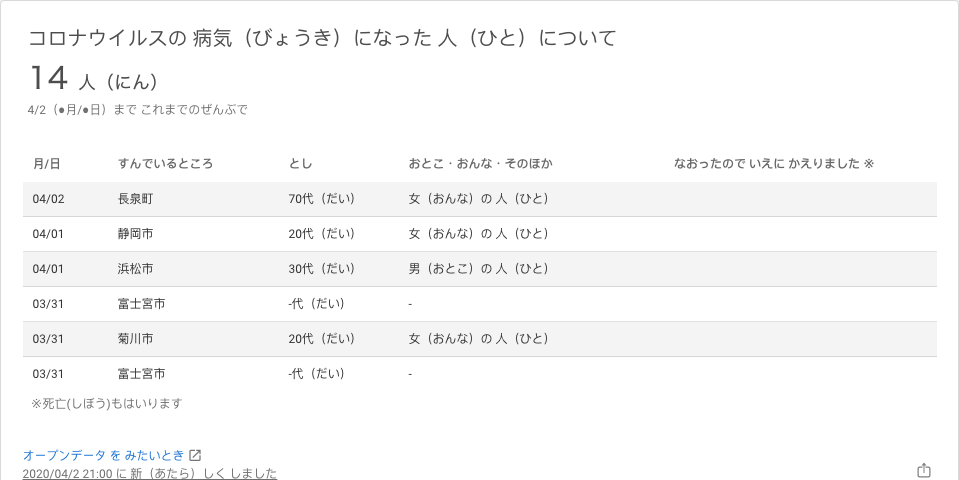 コロナウイルスの 病気（びょうき）になった 人（ひと）について
14 人（にん）
4/2（●月/●日）まで これまでのぜんぶで
月/日 すんでいるところ とし おとこ・おんな・そのほか なおったので いえに かえりました ※
04/02 長泉町 70代（だい） 女（おんな）の 人（ひと）
04/01 静岡市 20代（だい） 女（おんな）の 人（ひと）
04/01 浜松市 30代（だい） 男（おとこ）の 人（ひと）
03/31 富士宮市 -代（だい） -
03/31 菊川市 20代（だい） 女（おんな）の 人（ひと）
03/31 富士宮市 -代（だい） -
※死亡(しぼう)もはいります
オープンデータ を みたいとき
2020/04/2 21:00 に 新（あたら）しく しました